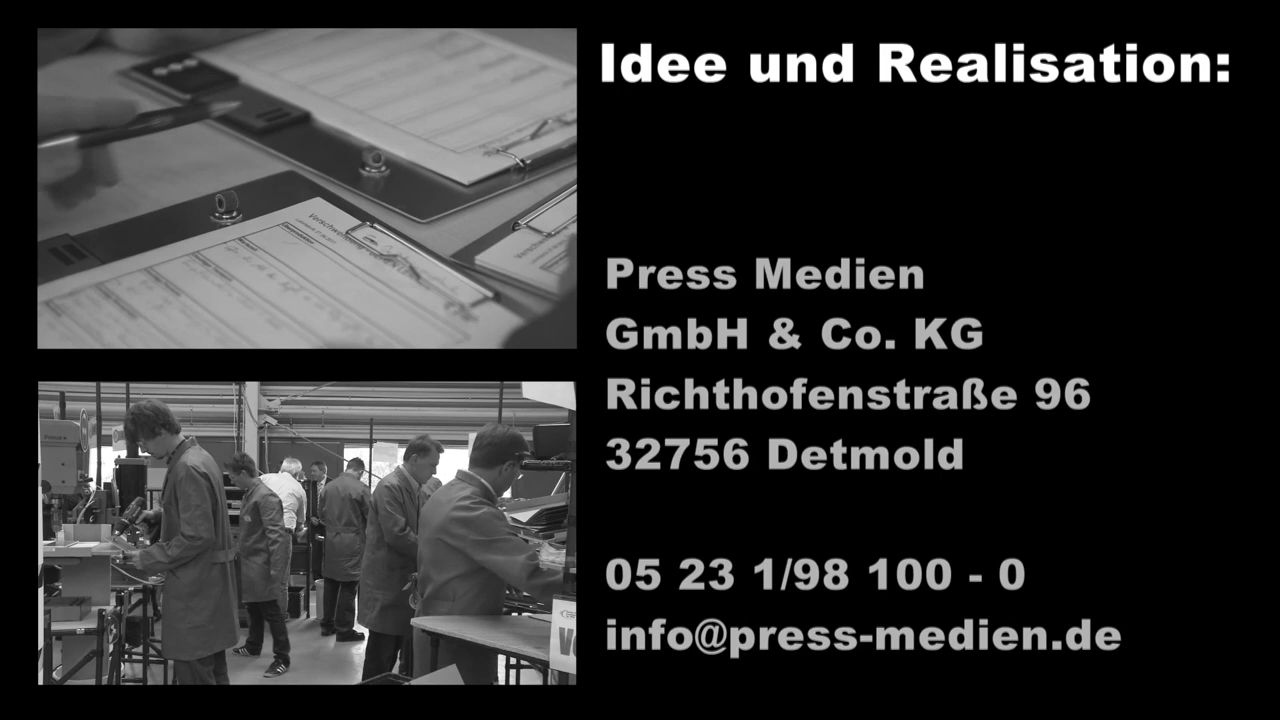 Idee und Realisation:
Press Medien
GmbH & Co. KG
Richthofenstraße 96
32756 Detmold
05 23 1/98 100 - 0
info@press-medien.de